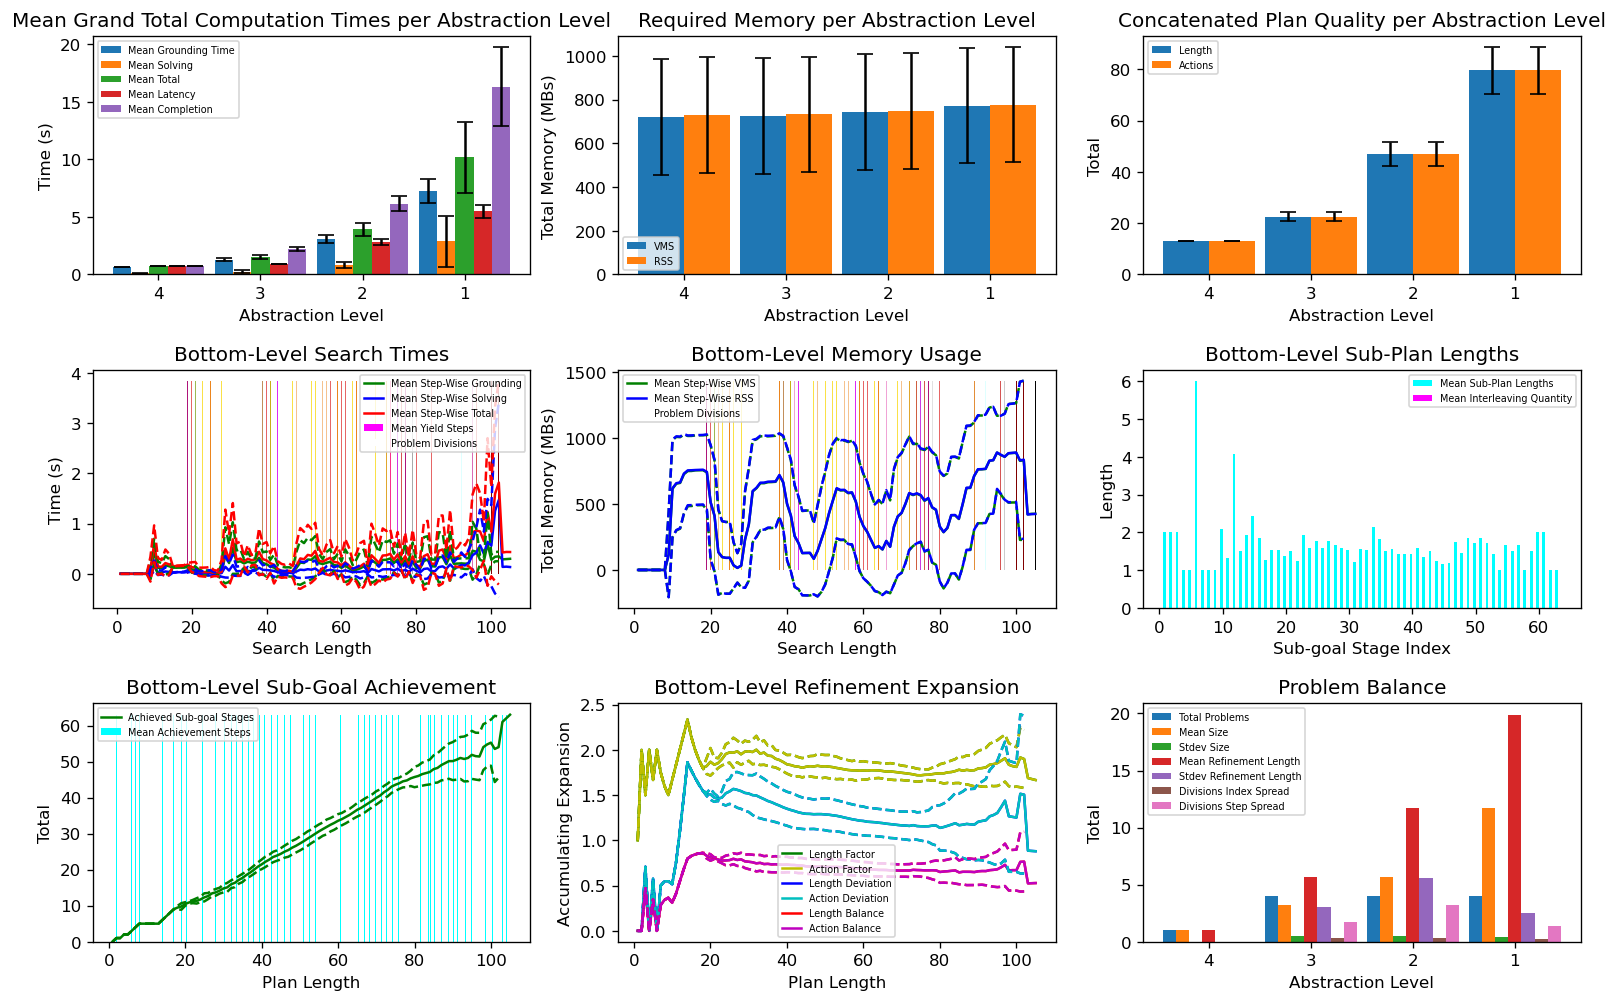 Mean Grand Total Computation Times per Abstraction Level
Time (s)
20
15
10
5
0
Mean Grounding Time
Mean Solving
Mean Total
Mean Latency
Mean Completion
4 3 2 1
Abstraction Level
Required Memory per Abstraction Level
Total Memory (MBs)
1000
800
600
400
200
0
VMS
RSS
4 3 2 1
Abstraction Level
Concatenated Plan Quality per Abstraction Level
Total
80
60
40
20
0
Length
Actions
4 3 2 1
Abstraction Level
Bottom-Level Search Times
Time (s)
4
3
2
1
0
Mean Step-Wise Grounding
Mean Step-Wise Solving
Mean Step-Wise Total
Mean Yield Steps
Problem Divisions
0 20 40 60 80 100
Search Length
Bottom-Level Memory Usage
Total Memory (MBs)
1500
1000
500
0
Mean Step-Wise VMS
Mean Step-Wise RSS
Problem Divisions
0 20 40 60 80 100
Search Length
Bottom-Level Sub-Plan Lengths
Length
6
5
4
3
2
1
0
Mean Sub-Plan Lengths
Mean Interleaving Quantity
0 10 20 30 40 50 60
Sub-goal Stage Index
Bottom-Level Sub-Goal Achievement
Total
60
50
40
30
20
10
0
Achieved Sub-goal Stages
Mean Achievement Steps
0 20 40 60 80 100
Plan Length
Bottom-Level Refinement Expansion
Accumulating Expansion
2.5
2.0
1.5
1.0
0.5
0.0
Length Factor
Action Factor
Length Deviation
Action Deviation
Length Balance
Action Balance
0 20 40 60 80 100
Plan Length
Problem Balance
Total
20
15
10
5
0
Total Problems
Mean Size
Stdev Size
Mean Refinement Length
Stdev Refinement Length
Divisions Index Spread
Divisions Step Spread
4 3 2 1
Abstraction Level